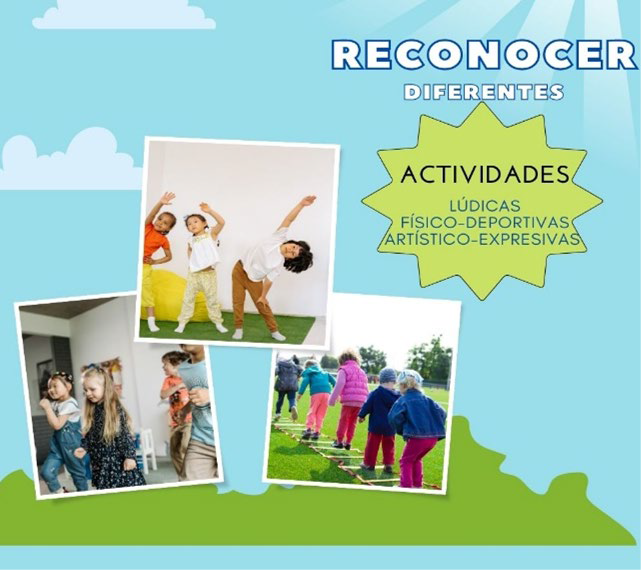 RECONOCER
DIFERENTES
ACTIVIDADES
LÚDICAS
FÍSICO-DEPORTIVAS
ARTÍSTICO-EXPRESIVAS